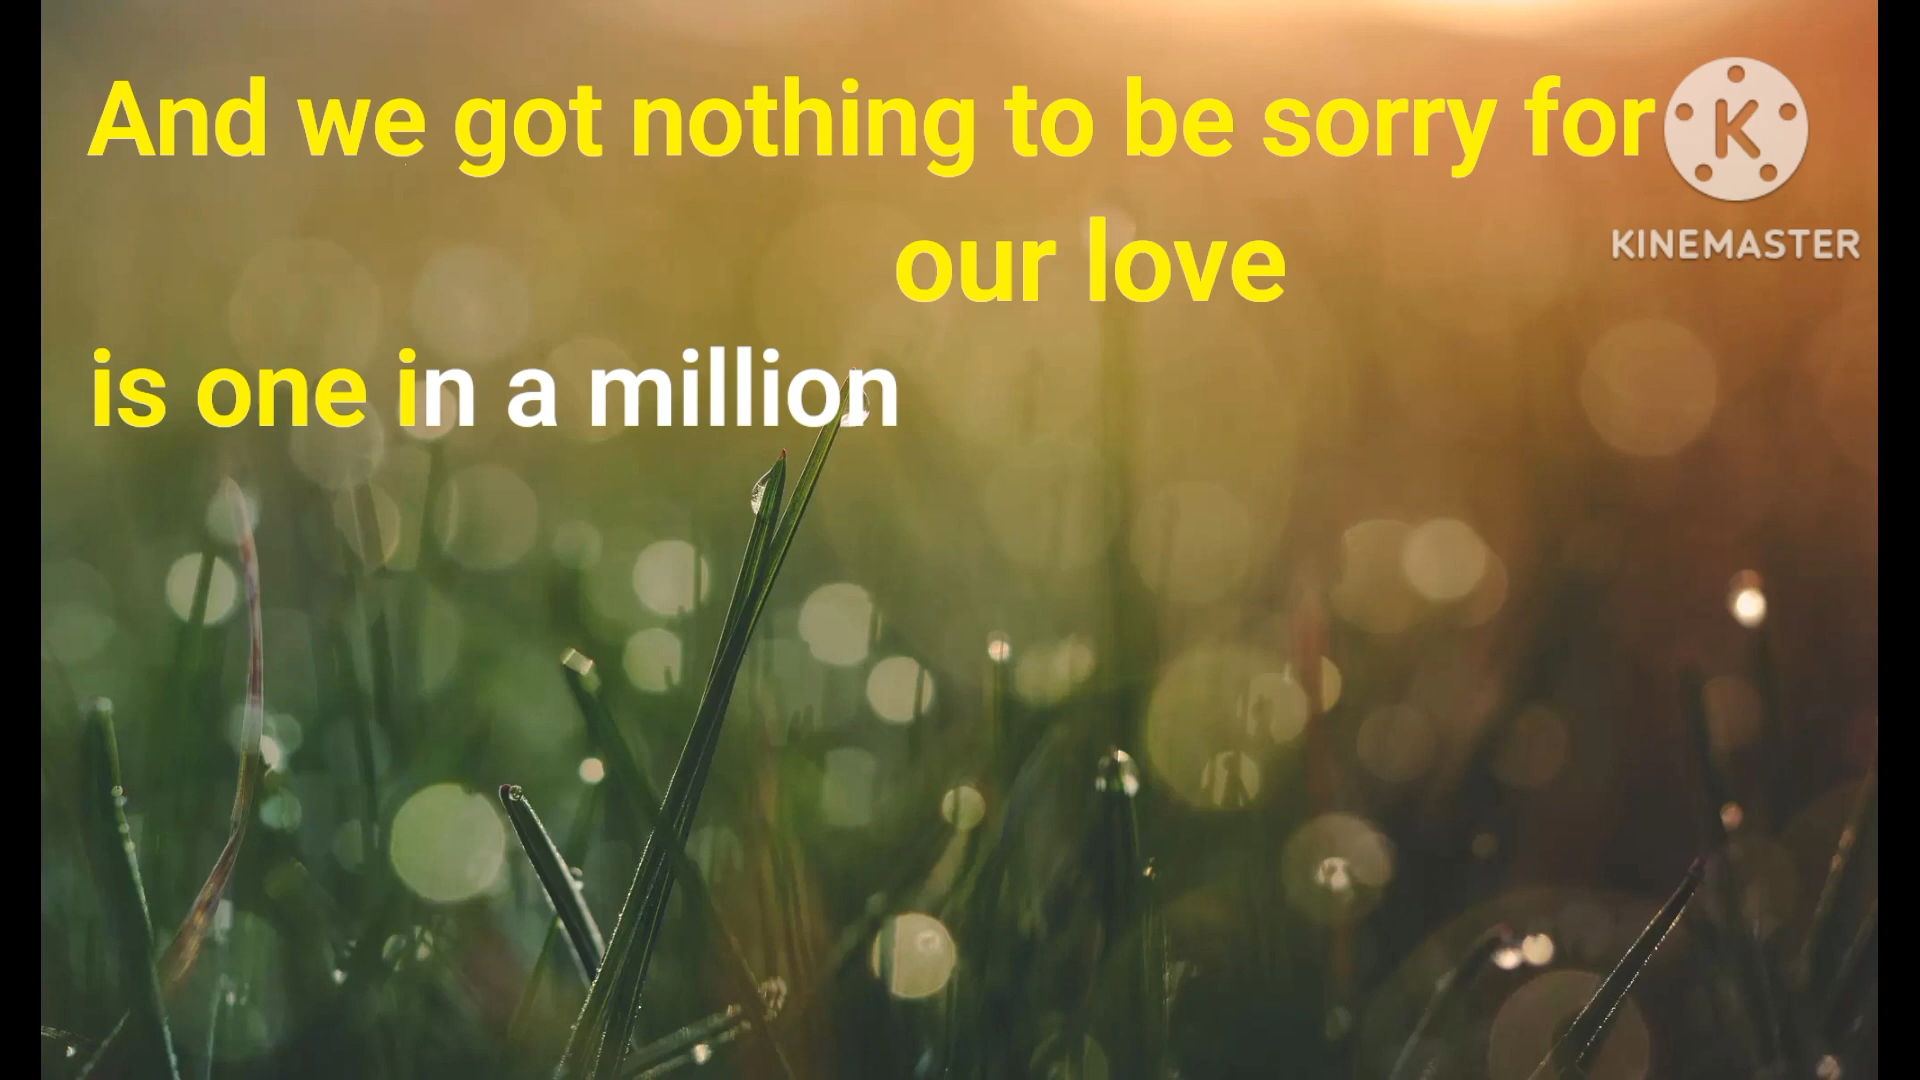 And we got nothing to be sorry for
our love
is one in a million
K
KINEMASTER